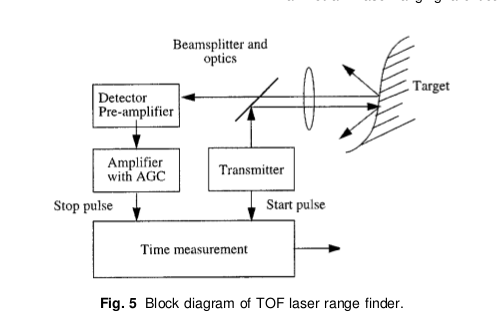 Beamsplitter and
optics
Target
Detector
Pre-amplifier
Amplifier
with AGC
Transmitter
Stop pulse
Start pulse
Time measurement
Fig. 5 Block diagram of TOF laser range finder.